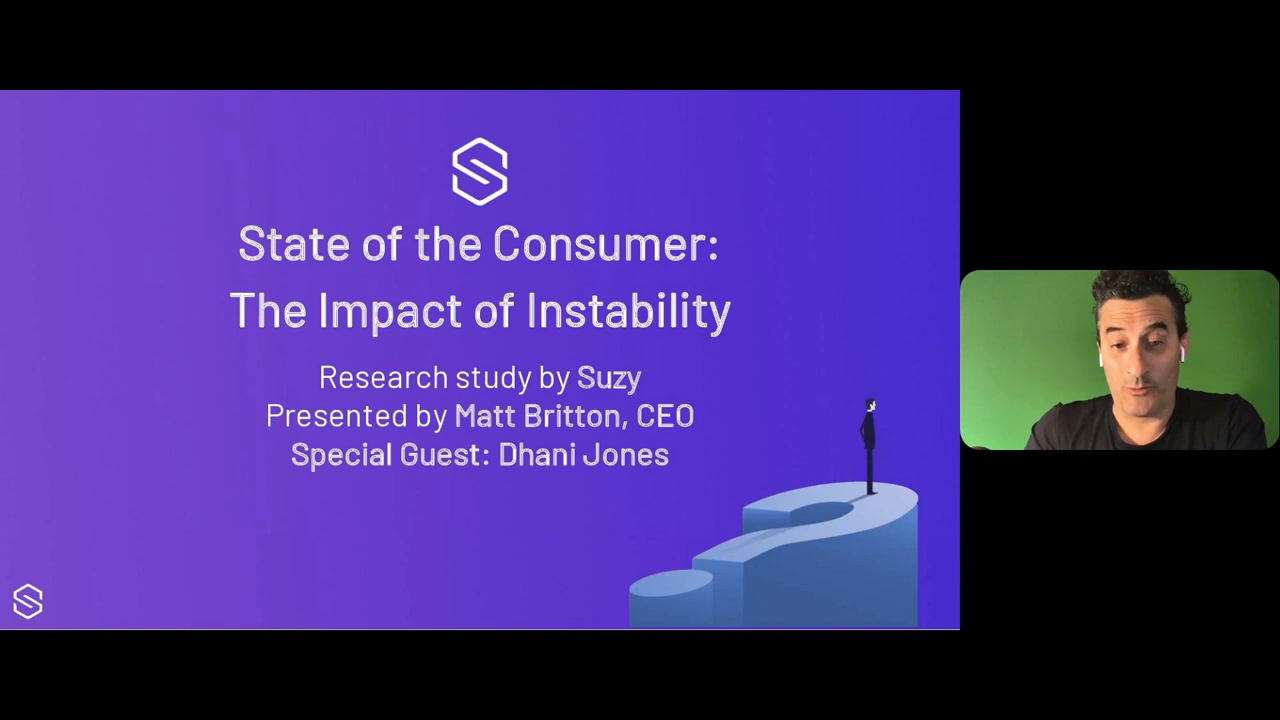 State of the Consumer:
The Impact of Instability
Research study by Suzy
Presented by Matt Britton, CEO
Special Guest: Dhani Jones